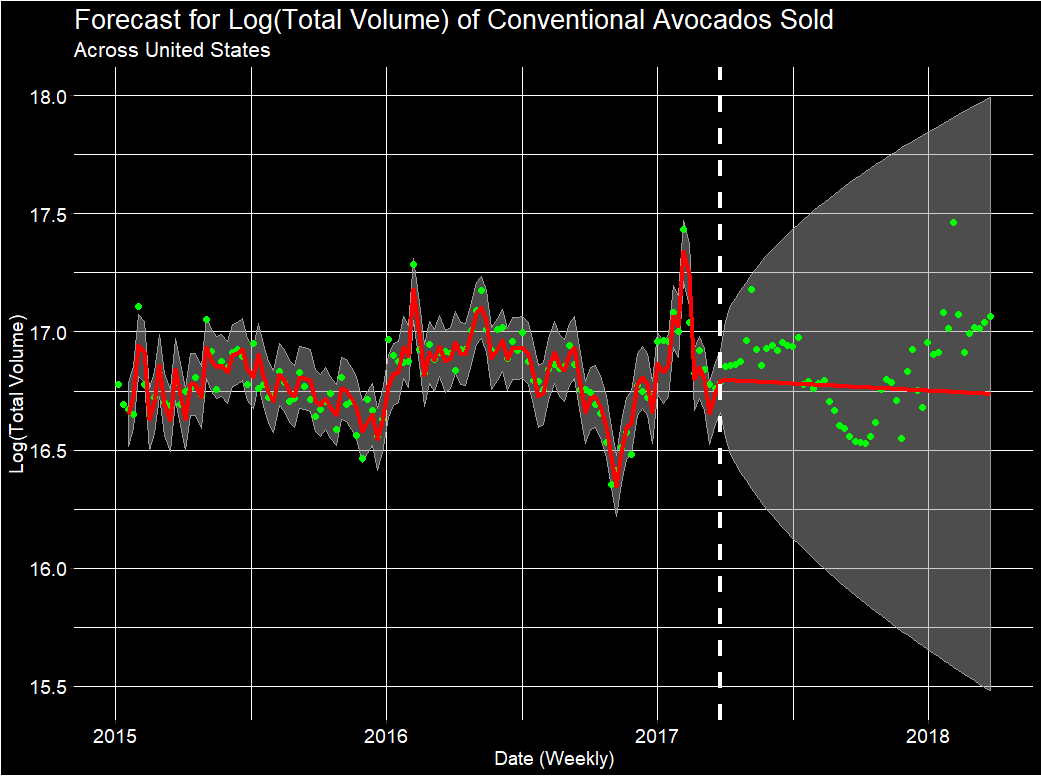 Forecast for Log(Total Volume) of Conventional Avocados Sold
Across United States
18.0
17.5
17.0
16.5
16.0
15.5
Log(Total Volume)
2015 2016 2017 2018
Date (Weekly)